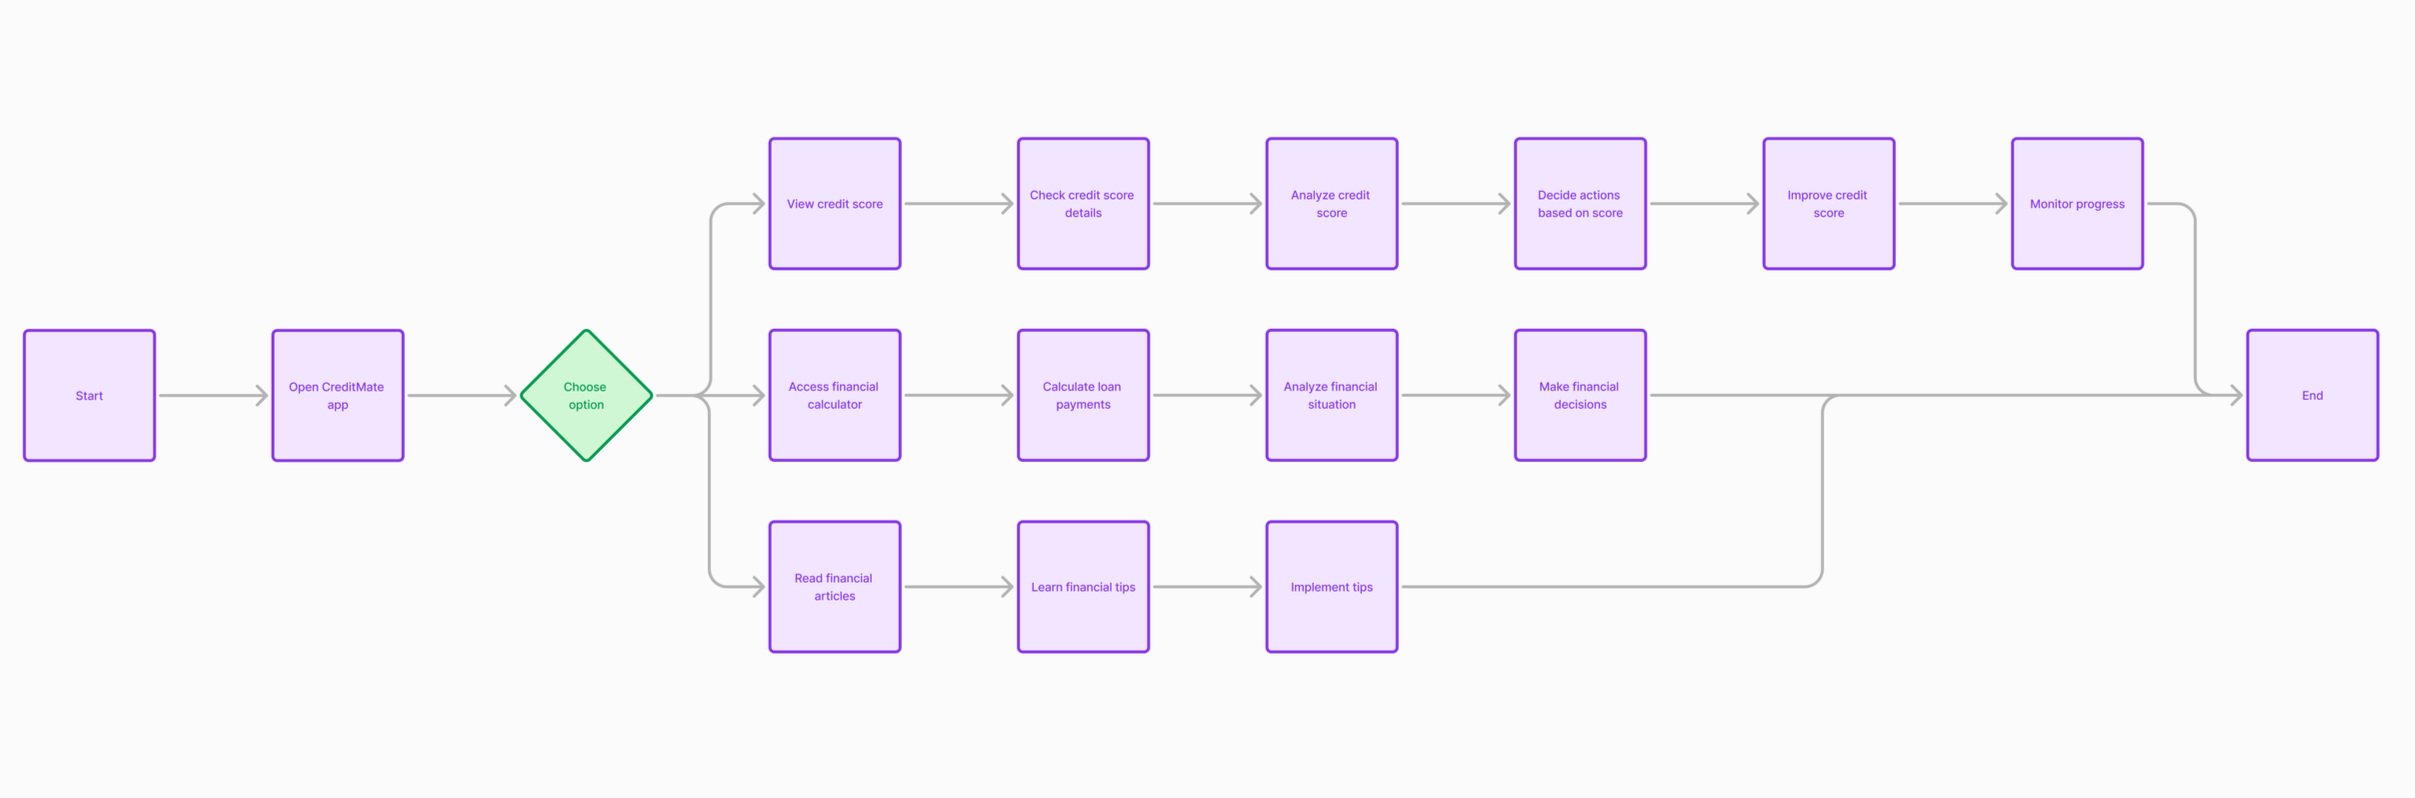 Start
Open CreditMate
app
Choose
option
View credit score
Check credit score
details
Analyze credit
score
Decide actions
based on score
Improve credit
score
Monitor progress
Access financial
calculator
Calculate loan
payments
Analyze financial
situation
Make financial
decisions
Read financial
articles
Learn financial tips
Implement tips
End